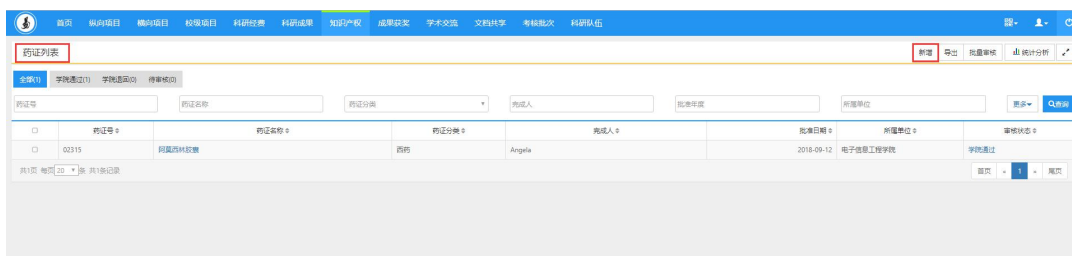 首页 纵向项目 横向项目 校级项目 科研经费 科研成果 知识产权 成果获奖 学术交流 文档共享 考核批次 科研队伍
药证列表 新增 导出 批量审核 统计分析
全部(1) 学院通过(1) 学院退回(0) 待审核(0)
药证号 药证名称 药证分类 完成人 批准年度 所属单位 更多 查询
药证号 药证名称 药证分类 完成人 批准日期 所属单位 审核状态
02315 阿莫西林胶囊 西药 Angela 2018-09-12 电子信息工程学院 学院通过
共1页 每页 20 条 共1条记录 首页 « 1 » 尾页